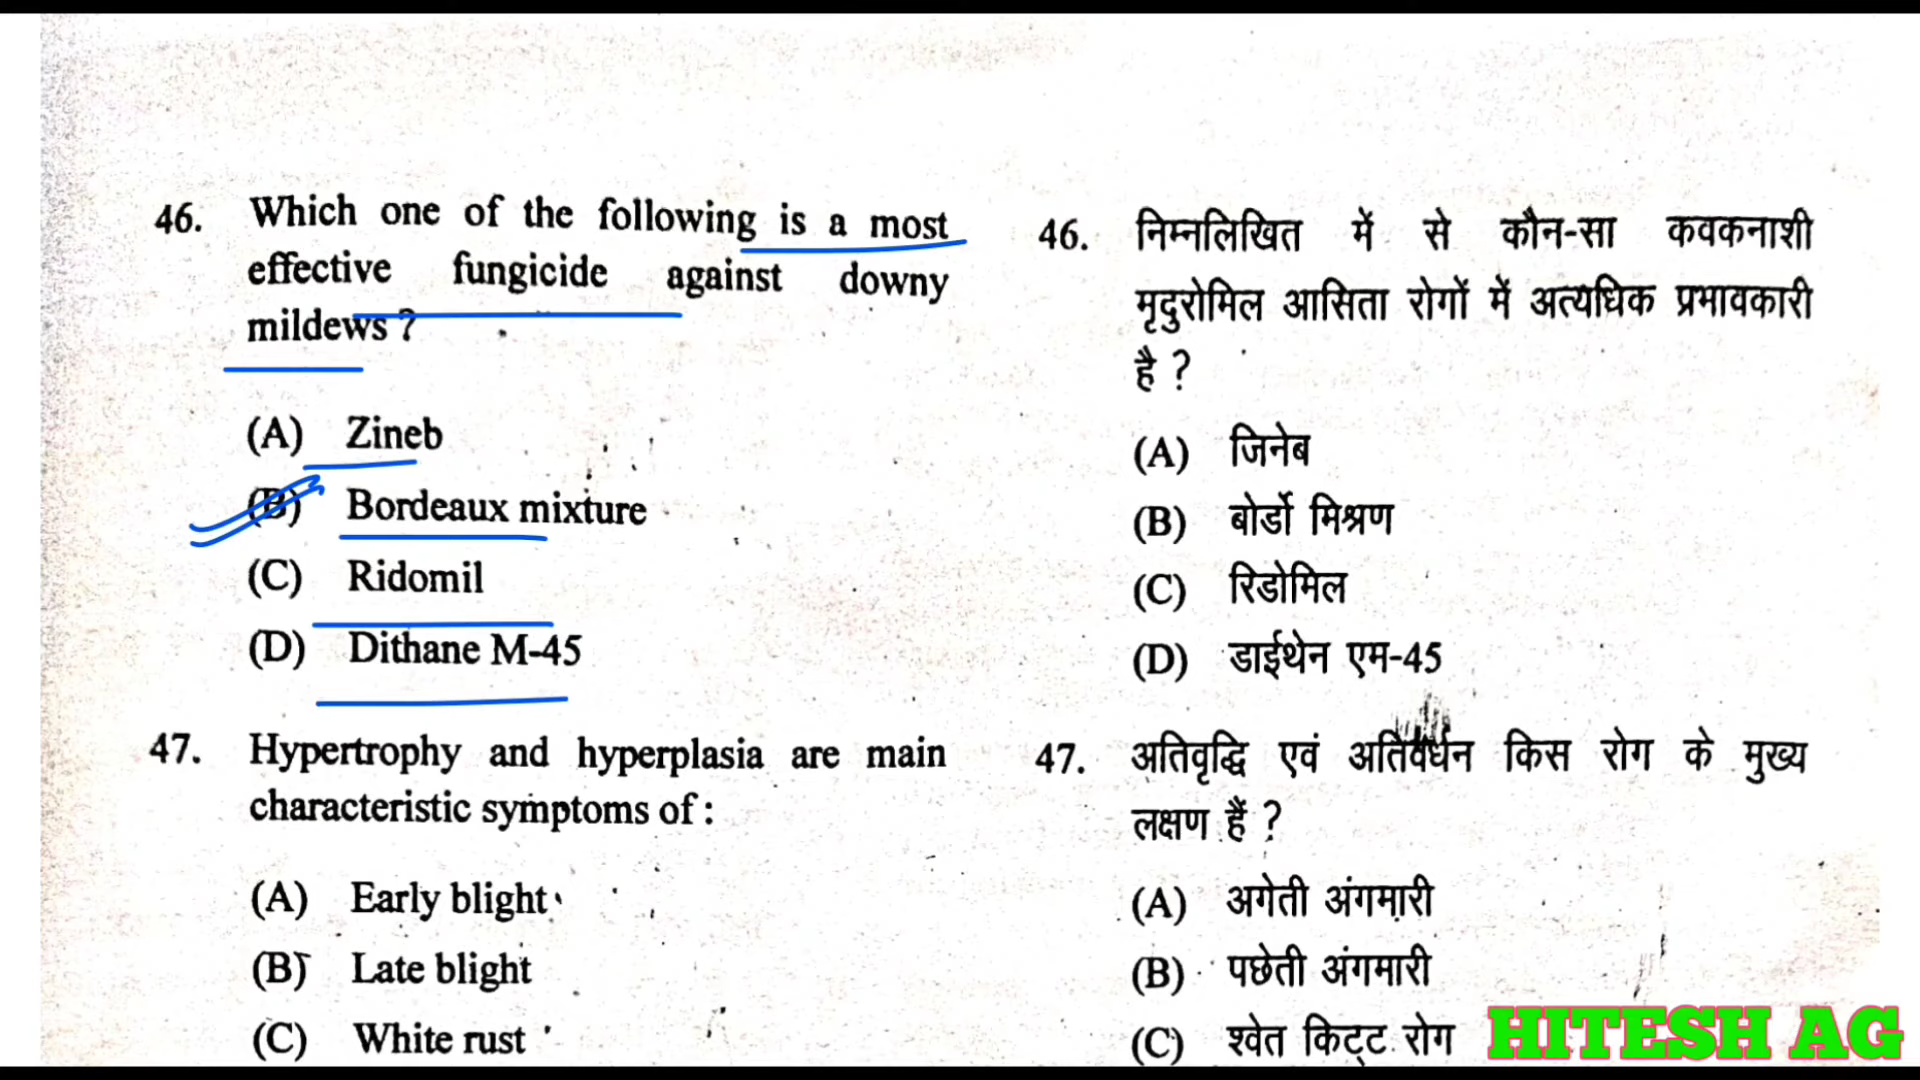 46. Which one of the following is a most
effective fungicide against downy
mildews ?
(A) Zineb
(B) Bordeaux mixture
(C) Ridomil
(D) Dithane M-45
47. Hypertrophy and hyperplasia are main
characteristic symptoms of :
(A) Early blight
(B) Late blight
(C) White rust
46. निम्नलिखित में से कौन-सा कवकनाशी
मृदुरोमिल आसिता रोगों में अत्यधिक प्रभावकारी
है ?
(A) जिनेब
(B) बोर्डो मिश्रण
(C) रिडोमिल
(D) डाईथेन एम-45
47. अतिवृद्धि एवं अतिवर्धन किस रोग के मुख्य
लक्षण हैं ?
(A) अगेती अंगमारी
(B) पछेती अंगमारी
(C) श्वेत किट्ट रोग
HITESH AG